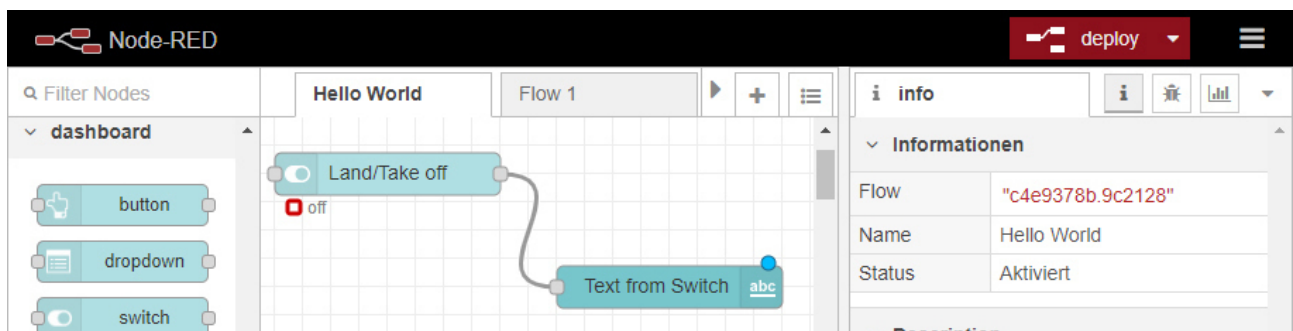 Node-RED
deploy
Filter Nodes
dashboard
button
dropdown
switch
Hello World
Flow 1
Land/Take off
off
Text from Switch
abc
i info
i
Informationen
Flow "c4e9378b.9c2128"
Name Hello World
Status Aktiviert
Description